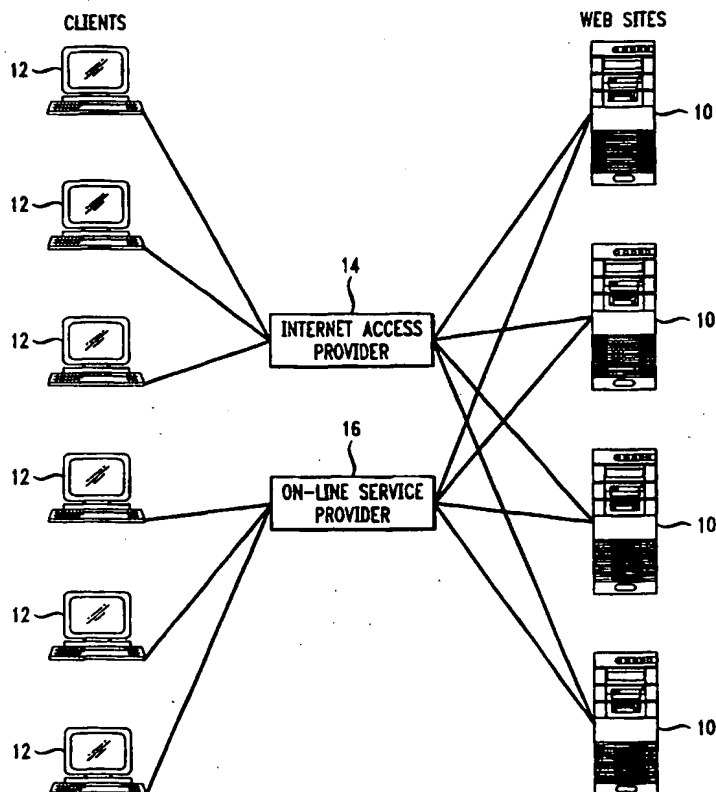 CLIENTS
WEB SITES
12
10
12
14
12
INTERNET ACCESS
PROVIDER
10
16
12
ON-LINE SERVICE
PROVIDER
10
12
12
10